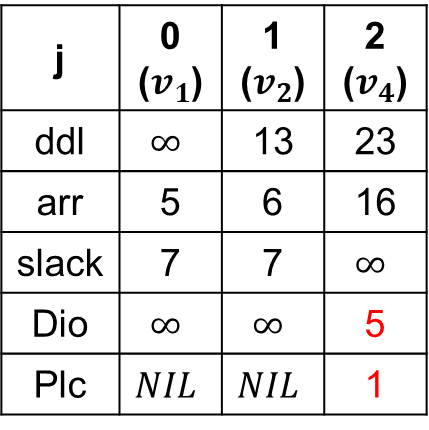 j 0 (v₁) 1 (v₂) 2 (v₄)
ddl ∞ 13 23
arr 5 6 16
slack 7 7 ∞
Dio ∞ ∞ 5
Plc NIL NIL 1